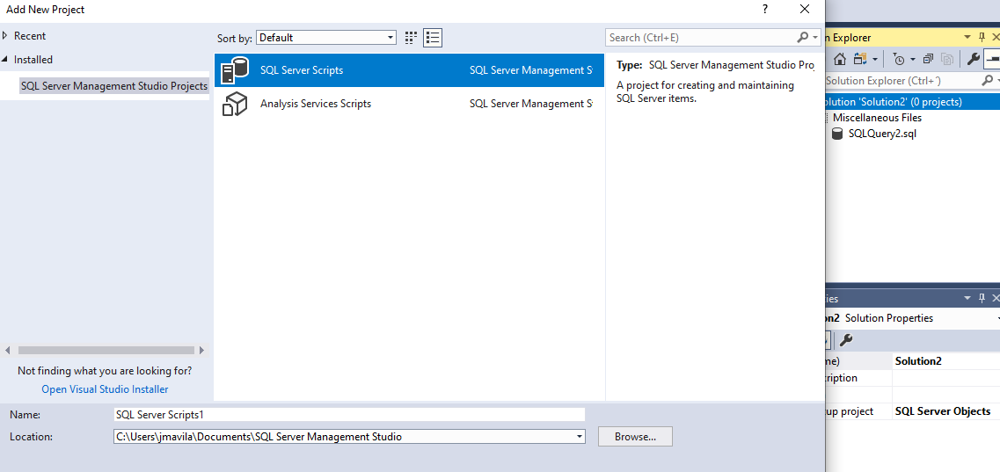 Add New Project
?
Recent
Installed
SQL Server Management Studio Projects
Not finding what you are looking for?
Open Visual Studio Installer
Sort by: Default
SQL Server Scripts SQL Server Management S
Analysis Services Scripts SQL Server Management S
Search (Ctrl+E)
Type: SQL Server Management Studio Proj
A project for creating and maintaining
SQL Server items.
Name: SQL Server Scripts1
Location: C:\Users\jmavila\Documents\SQL Server Management Studio
Browse...
n Explorer
Solution Explorer (Ctrl+´)
olution 'Solution2' (0 projects)
Miscellaneous Files
SQLQuery2.sql
ies
on2 Solution Properties
me) Solution2
cription
up project SQL Server Objects